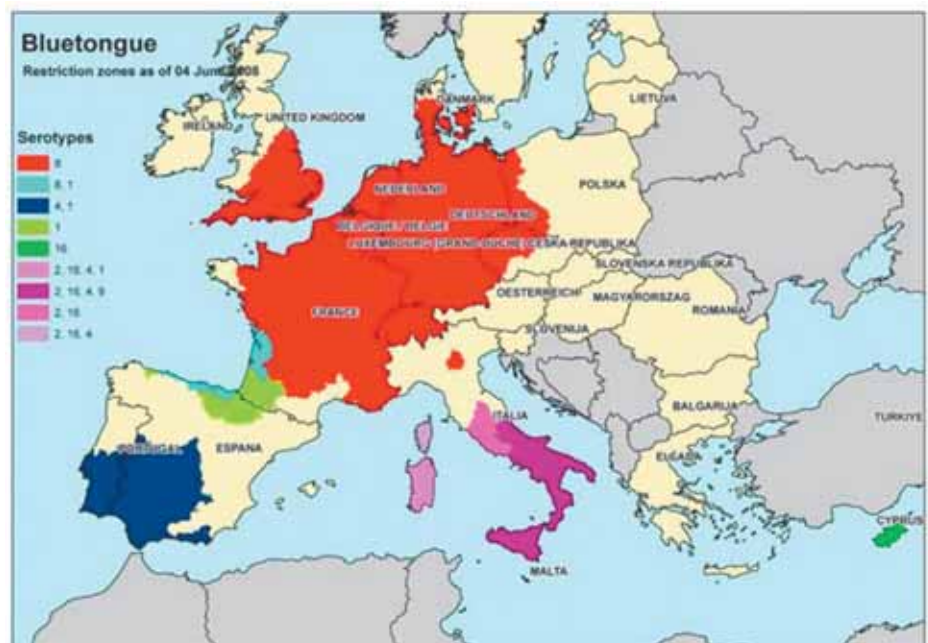 Bluetongue
Restriction zones as of 04 June 2008
DANMARK
LIETUVA
IRELAND
UNITED KINGDOM
Serotypes
8
8, 1
4, 1
1
16
2, 16, 4, 1
2, 16, 4, 9
2, 16
2, 16, 4
NEDERLAND
POLSKA
DEUTSCHLAND
BELGIQUE / BELGIE
LUXEMBOURG (GRAND-DUCHE)
CESKA REPUBLIKA
SLOVENSKA REPUBLIKA
OESTERREICH
MAGYARORSZAG
FRANCE
ROMANIA
SLOVENIJA
ITALIA
BALGARIJA
TURKIYE
PORTUGAL
ESPANA
ELLADA
CYPRUS
MALTA